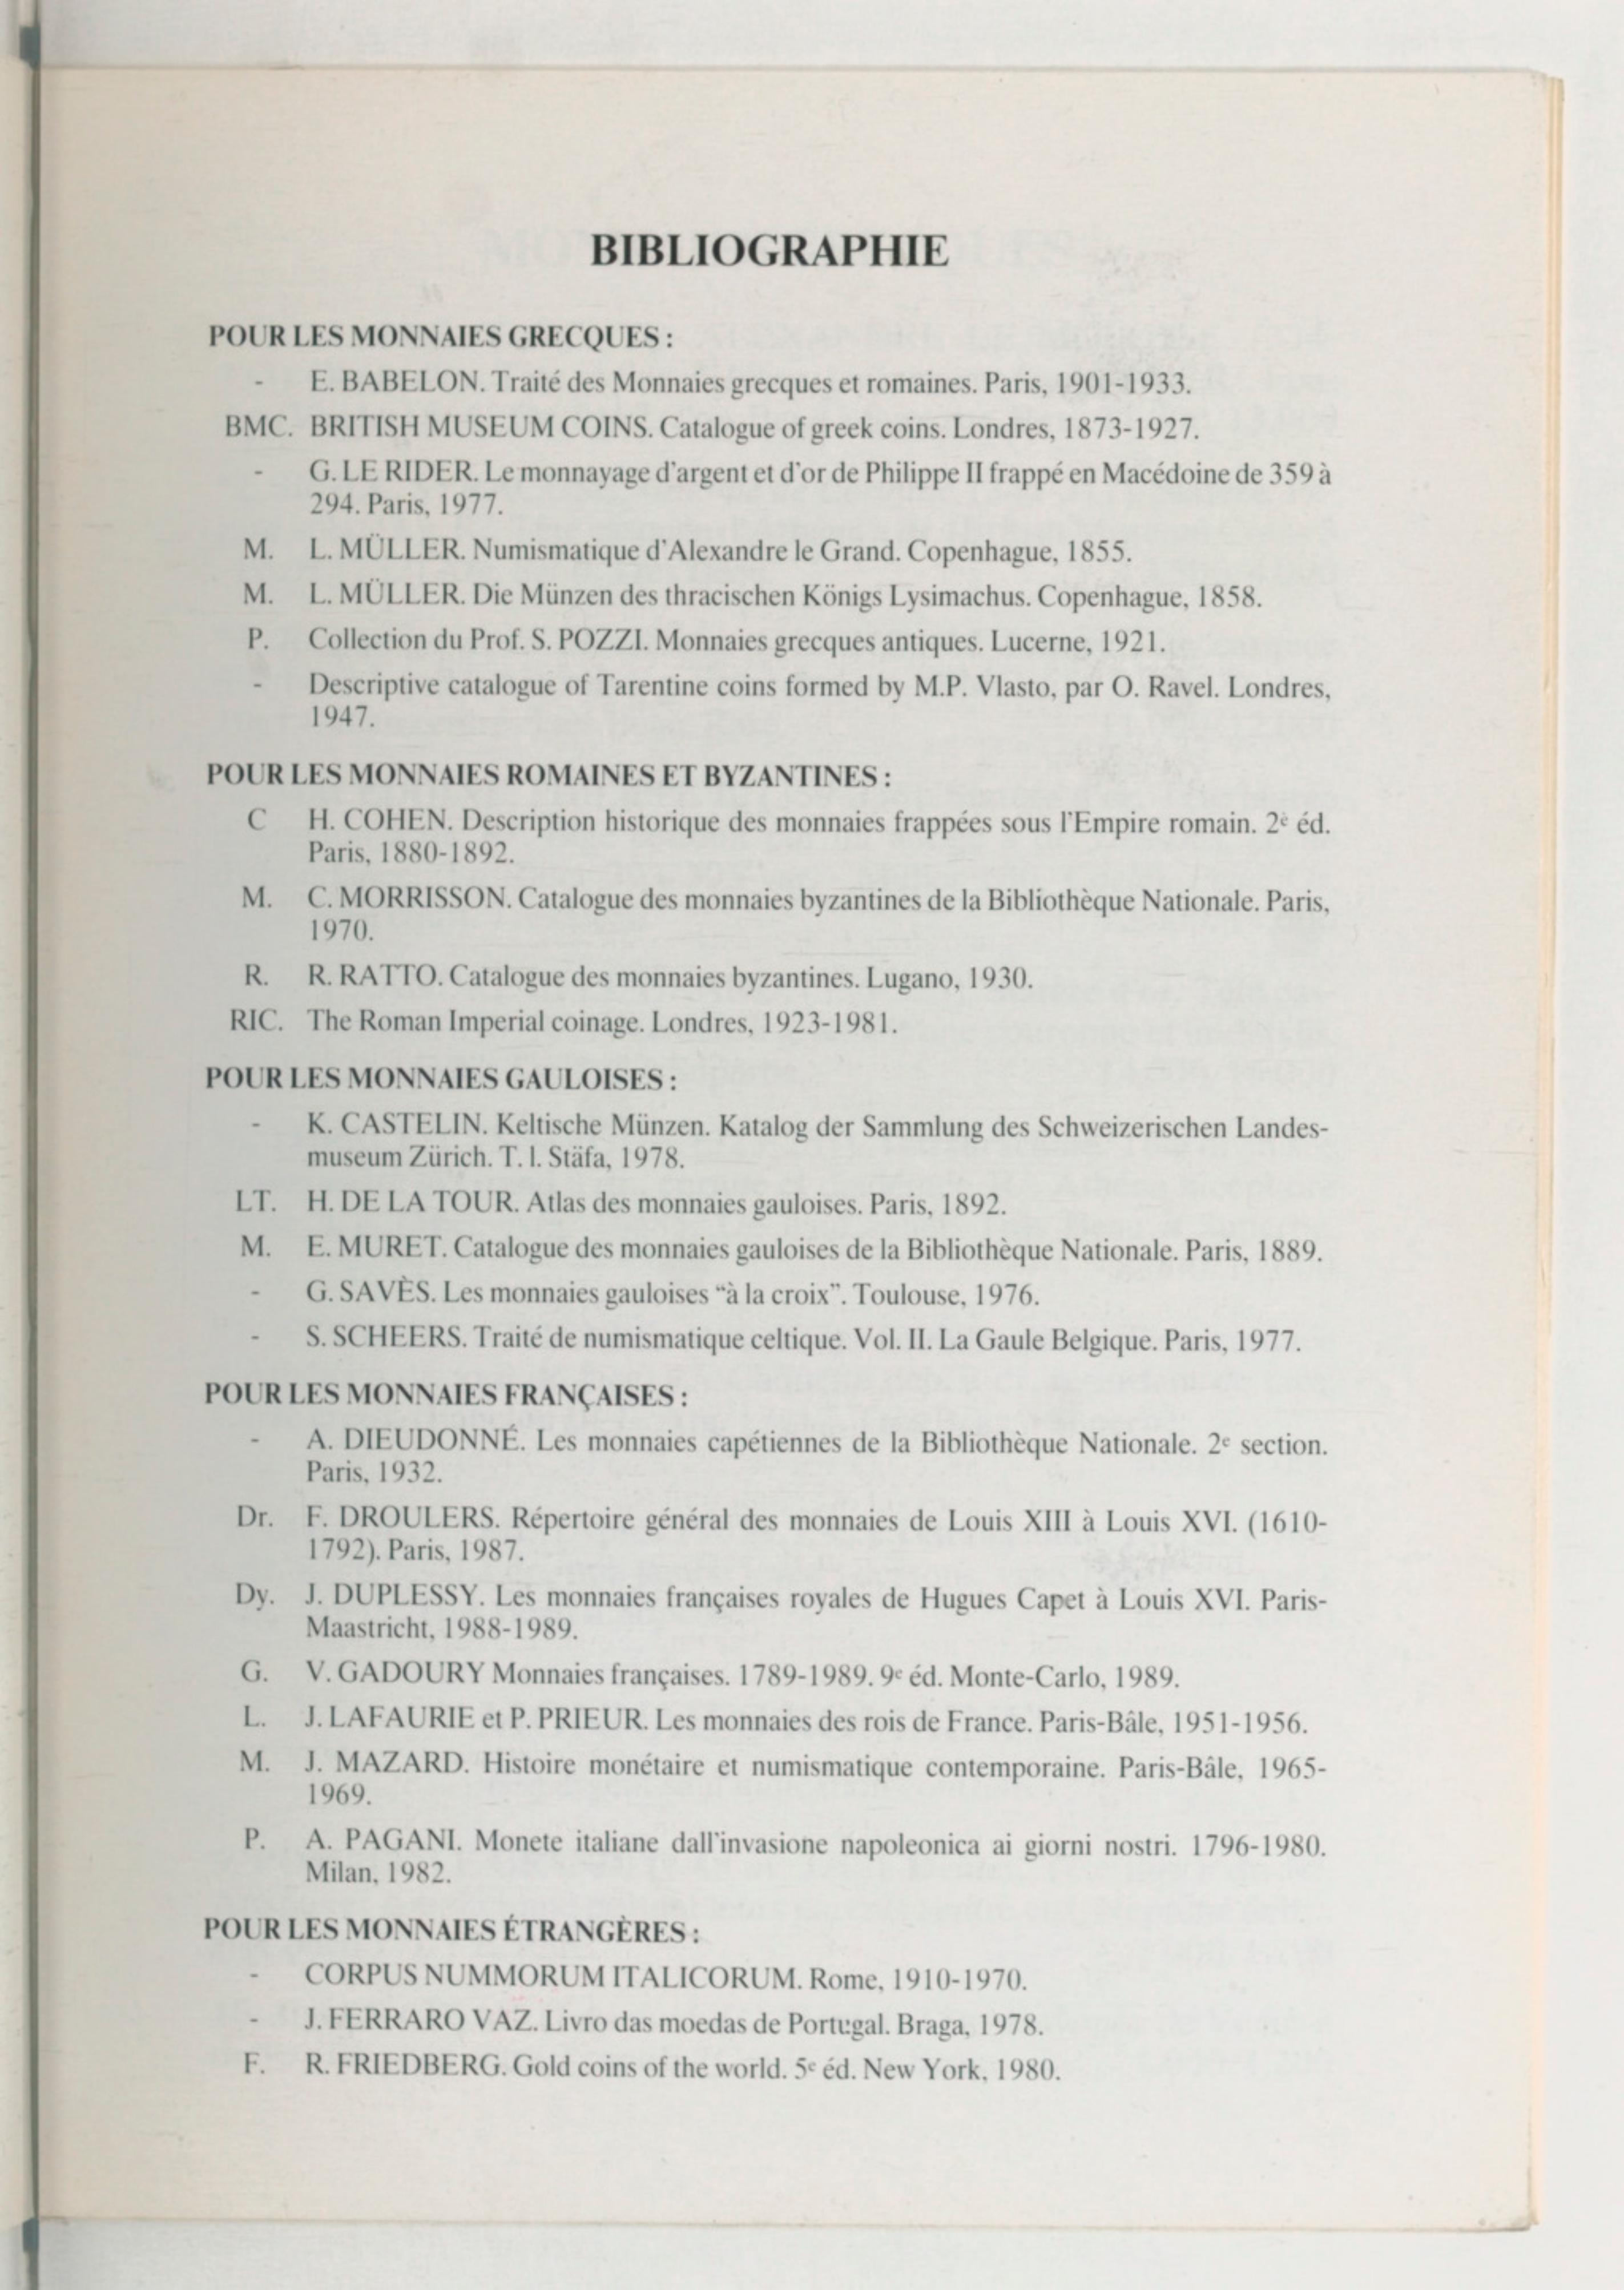 BIBLIOGRAPHIE
POUR LES MONNAIES GRECQUES :
- E. BABELON. Traité des Monnaies grecques et romaines. Paris, 1901-1933.
BMC. BRITISH MUSEUM COINS. Catalogue of greek coins. Londres, 1873-1927.
- G. LE RIDER. Le monnayage d'argent et d'or de Philippe II frappé en Macédoine de 359 à
294. Paris, 1977.
M. L. MÜLLER. Numismatique d'Alexandre le Grand. Copenhague, 1855.
M. L. MÜLLER. Die Münzen des thracischen Königs Lysimachus. Copenhague, 1858.
P. Collection du Prof. S. POZZI. Monnaies grecques antiques. Lucerne, 1921.
- Descriptive catalogue of Tarentine coins formed by M.P. Vlasto, par O. Ravel. Londres,
1947.
POUR LES MONNAIES ROMAINES ET BYZANTINES :
C H. COHEN. Description historique des monnaies frappées sous l'Empire romain. 2e éd.
Paris, 1880-1892.
M. C. MORRISSON. Catalogue des monnaies byzantines de la Bibliothèque Nationale. Paris,
1970.
R. R. RATTO. Catalogue des monnaies byzantines. Lugano, 1930.
RIC. The Roman Imperial coinage. Londres, 1923-1981.
POUR LES MONNAIES GAULOISES :
- K. CASTELIN. Keltische Münzen. Katalog der Sammlung des Schweizerischen Landes-
museum Zürich. T. I. Stäfa, 1978.
LT. H. DE LA TOUR. Atlas des monnaies gauloises. Paris, 1892.
M. E. MURET. Catalogue des monnaies gauloises de la Bibliothèque Nationale. Paris, 1889.
- G. SAVÈS. Les monnaies gauloises “à la croix”. Toulouse, 1976.
- S. SCHEERS. Traité de numismatique celtique. Vol. II. La Gaule Belgique. Paris, 1977.
POUR LES MONNAIES FRANÇAISES :
- A. DIEUDONNÉ. Les monnaies capétiennes de la Bibliothèque Nationale. 2e section.
Paris, 1932.
Dr. F. DROULERS. Répertoire général des monnaies de Louis XIII à Louis XVI. (1610-
1792). Paris, 1987.
Dy. J. DUPLESSY. Les monnaies françaises royales de Hugues Capet à Louis XVI. Paris-
Maastricht, 1988-1989.
G. V. GADOURY Monnaies françaises. 1789-1989. 9e éd. Monte-Carlo, 1989.
L. J. LAFAURIE et P. PRIEUR. Les monnaies des rois de France. Paris-Bâle, 1951-1956.
M. J. MAZARD. Histoire monétaire et numismatique contemporaine. Paris-Bâle, 1965-
1969.
P. A. PAGANI. Monete italiane dall'invasione napoleonica ai giorni nostri. 1796-1980.
Milan, 1982.
POUR LES MONNAIES ÉTRANGÈRES :
- CORPUS NUMMORUM ITALICORUM. Rome, 1910-1970.
- J. FERRARO VAZ. Livro das moedas de Portugal. Braga, 1978.
F. R. FRIEDBERG. Gold coins of the world. 5e éd. New York, 1980.